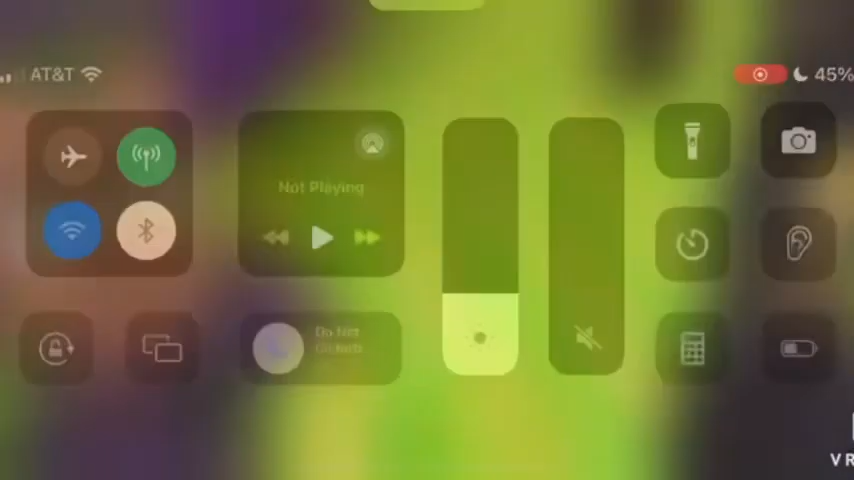 AT&T
45%
Not Playing
Do Not
Disturb
V R